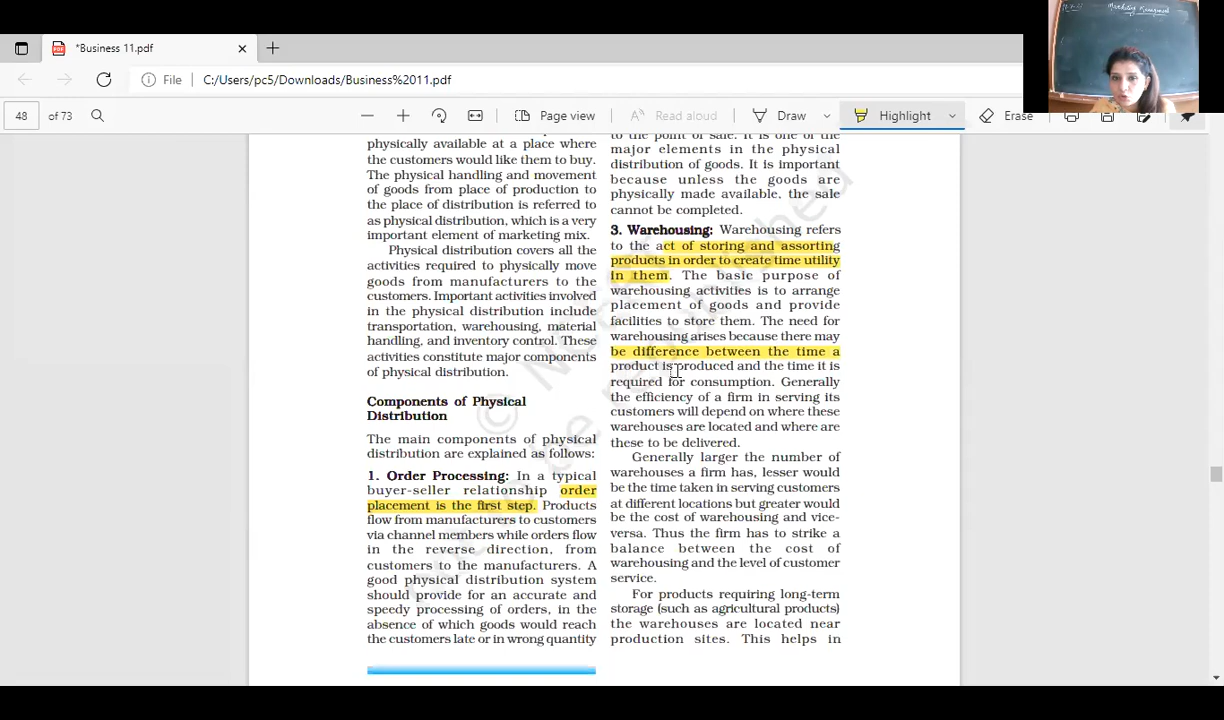 Marketing Management
*Business 11.pdf
File C:/Users/pc5/Downloads/Business%2011.pdf
48 of 73 Page view Read aloud Draw Highlight Erase
physically available at a place where
the customers would like them to buy.
The physical handling and movement
of goods from place of production to
the place of distribution is referred to
as physical distribution, which is a very
important element of marketing mix.
Physical distribution covers all the
activities required to physically move
goods from manufacturers to the
customers. Important activities involved
in the physical distribution include
transportation, warehousing, material
handling, and inventory control. These
activities constitute major components
of physical distribution.
Components of Physical
Distribution
The main components of physical
distribution are explained as follows:
1. Order Processing: In a typical
buyer-seller relationship order
placement is the first step. Products
flow from manufacturers to customers
via channel members while orders flow
in the reverse direction, from
customers to the manufacturers. A
good physical distribution system
should provide for an accurate and
speedy processing of orders, in the
absence of which goods would reach
the customers late or in wrong quantity
to the point of sale. It is one of the
major elements in the physical
distribution of goods. It is important
because unless the goods are
physically made available, the sale
cannot be completed.
3. Warehousing: Warehousing refers
to the act of storing and assorting
products in order to create time utility
in them. The basic purpose of
warehousing activities is to arrange
placement of goods and provide
facilities to store them. The need for
warehousing arises because there may
be difference between the time a
product is produced and the time it is
required for consumption. Generally
the efficiency of a firm in serving its
customers will depend on where these
warehouses are located and where are
these to be delivered.
Generally larger the number of
warehouses a firm has, lesser would
be the time taken in serving customers
at different locations but greater would
be the cost of warehousing and vice-
versa. Thus the firm has to strike a
balance between the cost of
warehousing and the level of customer
service.
For products requiring long-term
storage (such as agricultural products)
the warehouses are located near
production sites. This helps in